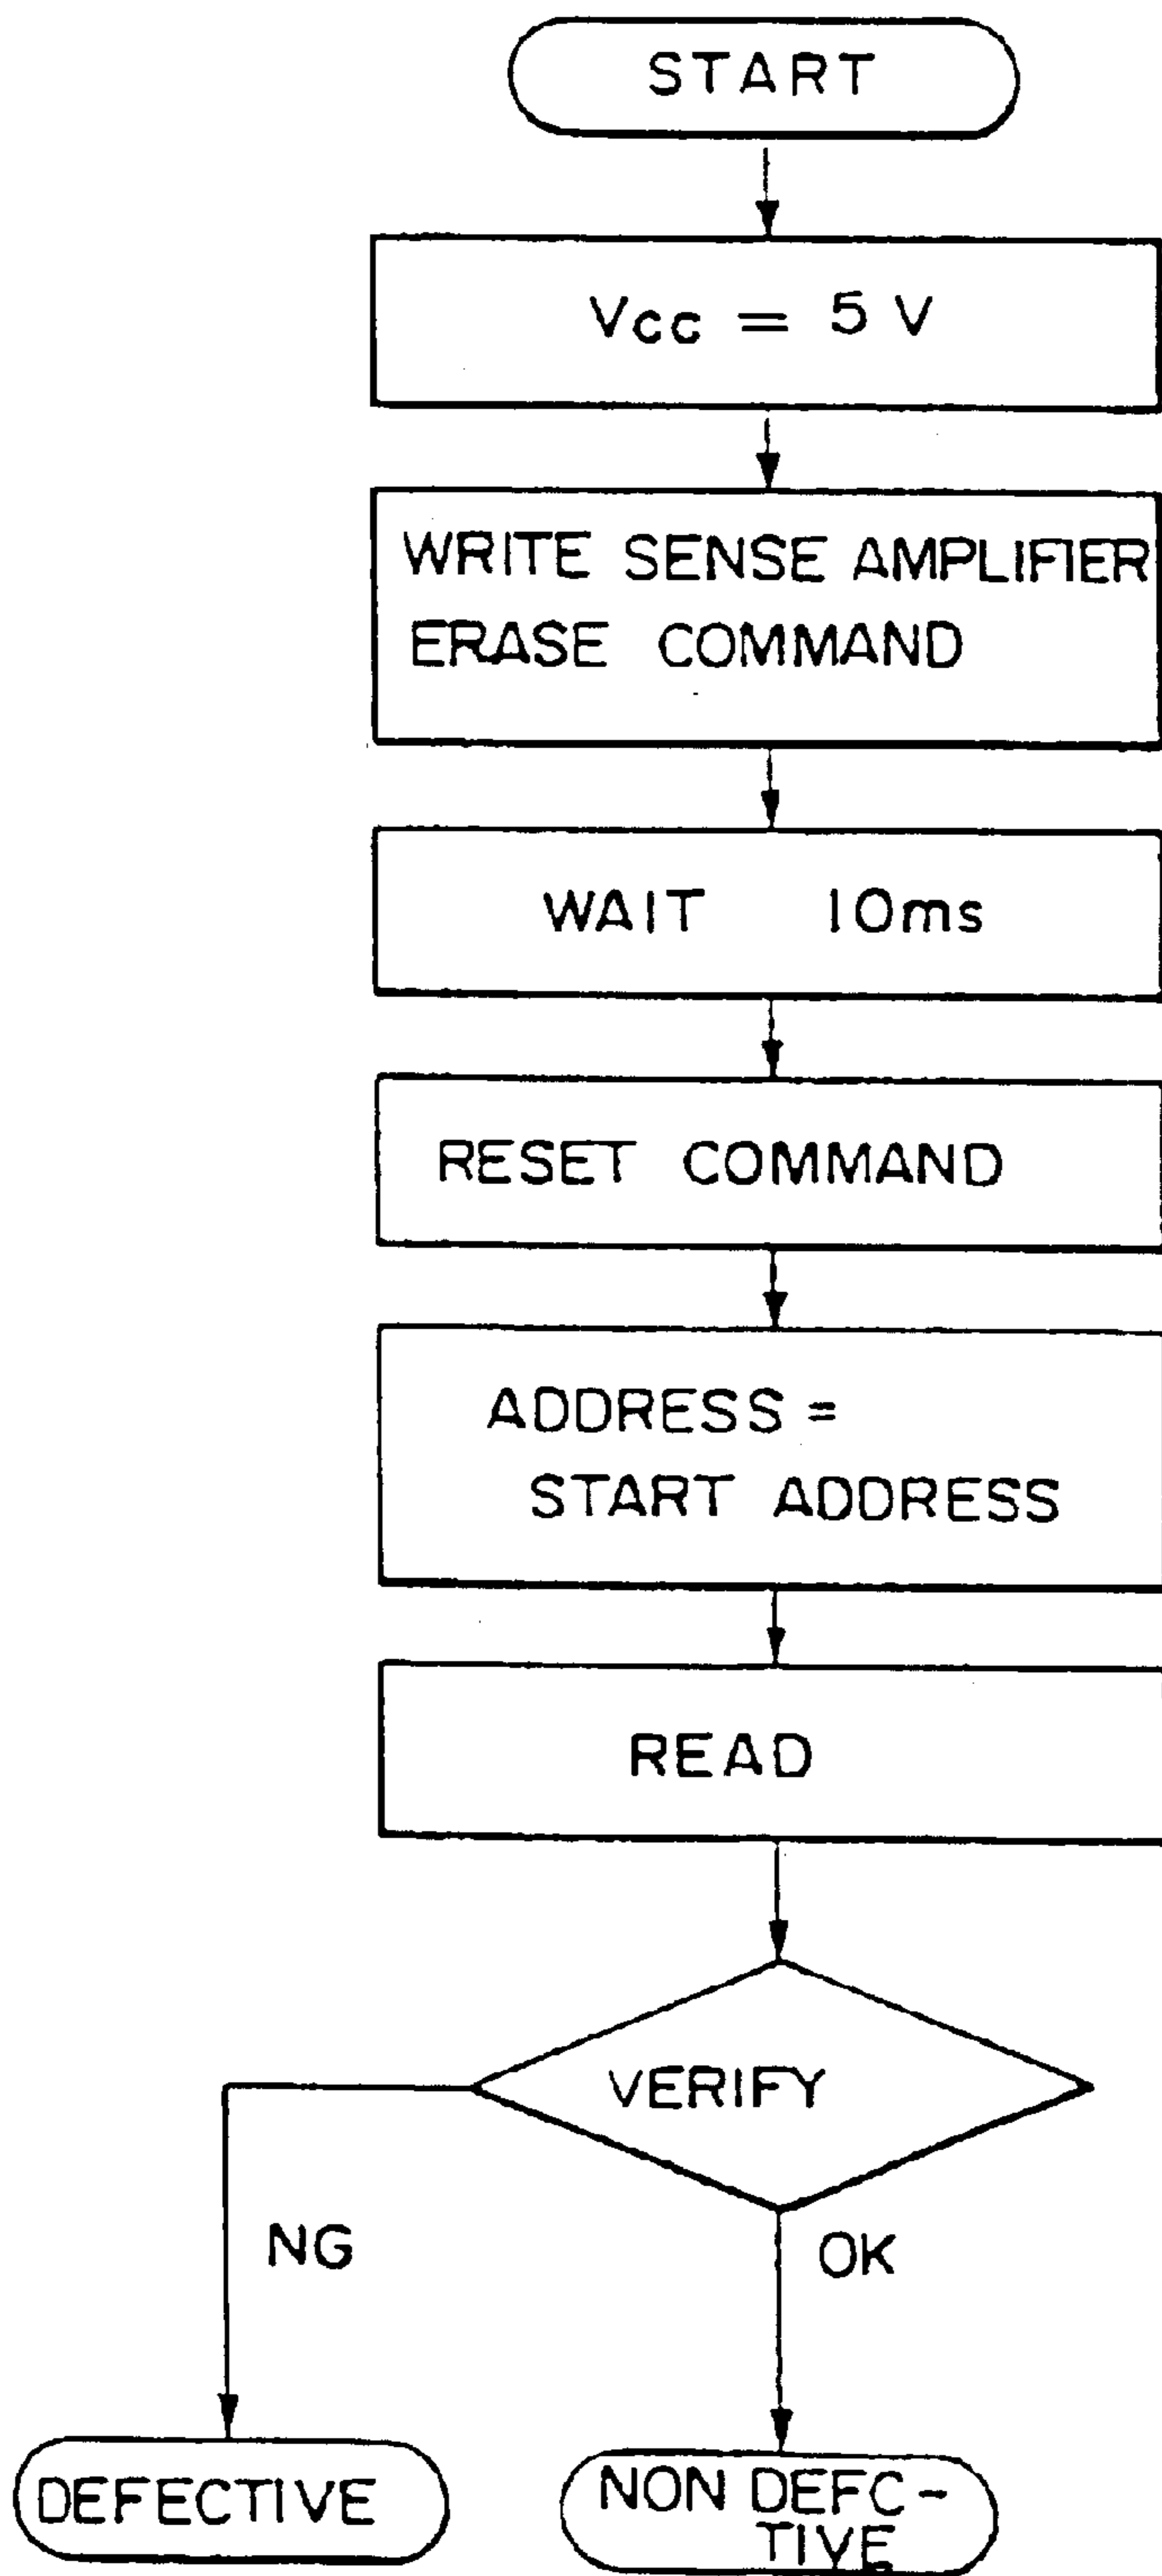 START
Vcc = 5 V
WRITE SENSE AMPLIFIER
ERASE COMMAND
WAIT 10ms
RESET COMMAND
ADDRESS =
START ADDRESS
READ
VERIFY
NG
OK
DEFECTIVE
NON DEFC-
TIVE